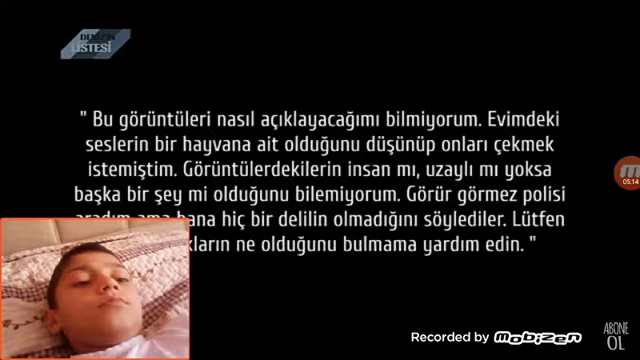 LİSTESİ
" Bu görüntüleri nasıl açıklayacağımı bilmiyorum. Evimdeki
seslerin bir hayvana ait olduğunu düşünüp onları çekmek
istemiştim. Görüntülerdekilerin insan mı, uzaylı mı yoksa
başka bir şey mi olduğunu bilemiyorum. Görür görmez polisi
aradım ama bana hiç bir delilin olmadığını söylediler. Lütfen
ne olduğunu bulmama yardım edin. "
05:14
Recorded by MOBIZEN
ABONE
OL